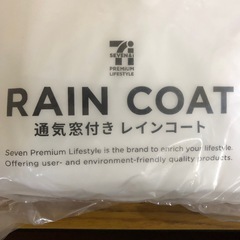 7i
SEVEN&i
PREMIUM
LIFESTYLE
RAIN COAT
通気窓付きレインコート
Seven Premium Lifestyle is the brand to enrich your lifestyle.
Offering user- and environment-friendly quality products.